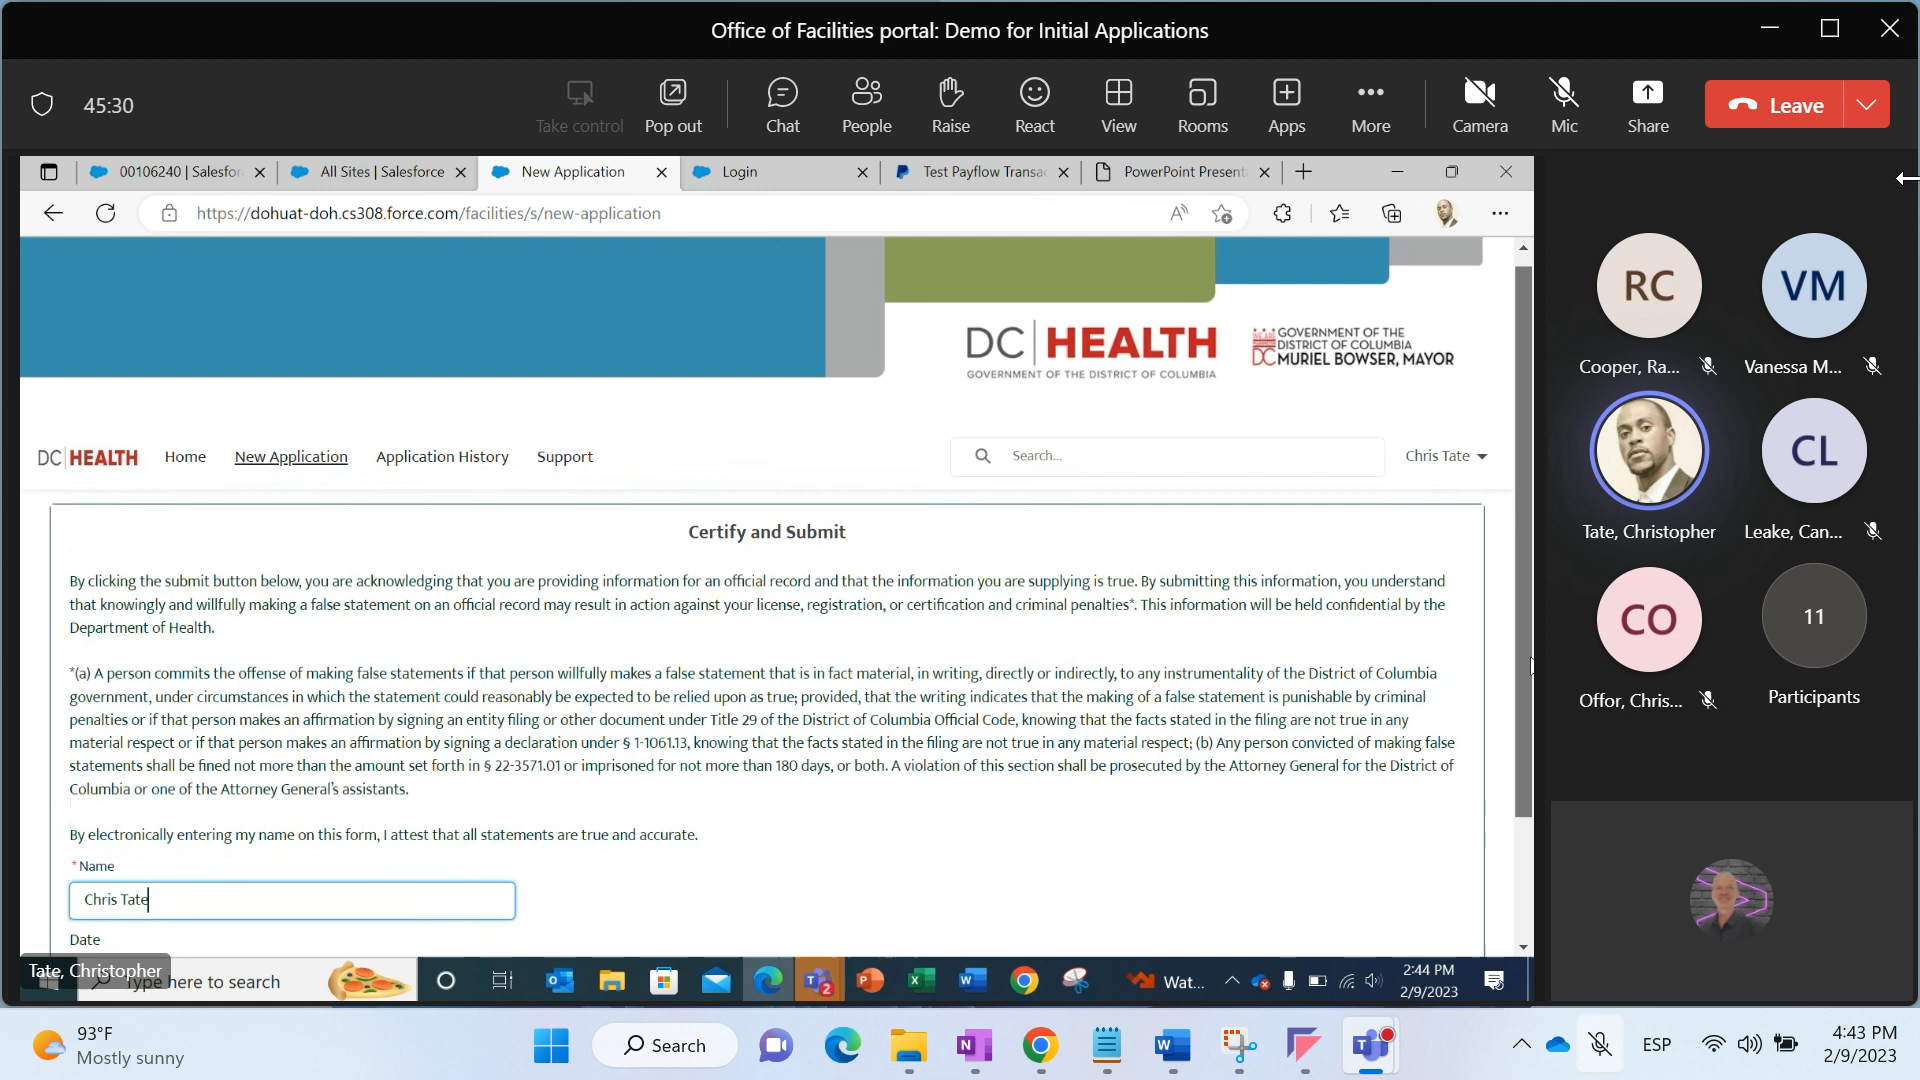 Office of Facilities portal: Demo for Initial Applications
45:30
Take control
Pop out
Chat
People
Raise
React
View
Rooms
Apps
More
Camera
Mic
Share
Leave
00106240 | Salesfor
All Sites | Salesforce
New Application
Login
Test Payflow Transac
PowerPoint Present
https://dohuat-doh.cs308.force.com/facilities/s/new-application
DC HEALTH
GOVERNMENT OF THE DISTRICT OF COLUMBIA
WE ARE
DC
GOVERNMENT OF THE
DISTRICT OF COLUMBIA
MURIEL BOWSER, MAYOR
DC HEALTH
Home
New Application
Application History
Support
Search...
Chris Tate
Certify and Submit
By clicking the submit button below, you are acknowledging that you are providing information for an official record and that the information you are supplying is true. By submitting this information, you understand
that knowingly and willfully making a false statement on an official record may result in action against your license, registration, or certification and criminal penalties*. This information will be held confidential by the
Department of Health.
*(a) A person commits the offense of making false statements if that person willfully makes a false statement that is in fact material, in writing, directly or indirectly, to any instrumentality of the District of Columbia
government, under circumstances in which the statement could reasonably be expected to be relied upon as true; provided, that the writing indicates that the making of a false statement is punishable by criminal
penalties or if that person makes an affirmation by signing an entity filing or other document under Title 29 of the District of Columbia Official Code, knowing that the facts stated in the filing are not true in any
material respect or if that person makes an affirmation by signing a declaration under § 1-1061.13, knowing that the facts stated in the filing are not true in any material respect; (b) Any person convicted of making false
statements shall be fined not more than the amount set forth in § 22-3571.01 or imprisoned for not more than 180 days, or both. A violation of this section shall be prosecuted by the Attorney General for the District of
Columbia or one of the Attorney General's assistants.
By electronically entering my name on this form, I attest that all statements are true and accurate.
* Name
Chris Tate
Date
Tate, Christopher
Type here to search
Wat...
2:44 PM
2/9/2023
RC
Cooper, Ra...
VM
Vanessa M...
Tate, Christopher
CL
Leake, Can...
CO
Offor, Chris...
11
Participants
93°F
Mostly sunny
Search
ESP
4:43 PM
2/9/2023